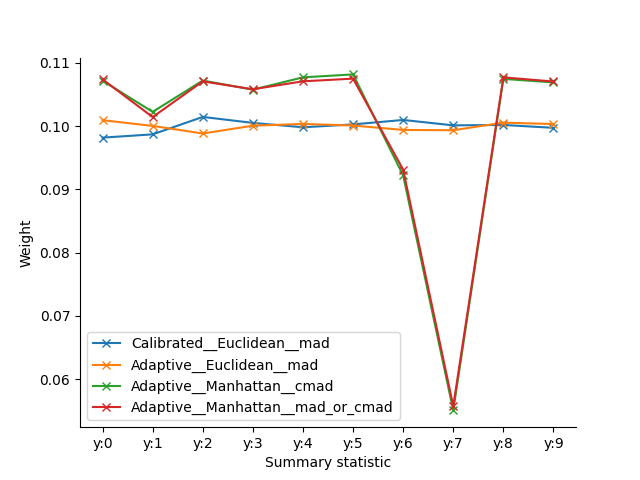 0.11
0.10
0.09
0.08
0.07
0.06
Weight
Calibrated__Euclidean__mad
Adaptive__Euclidean__mad
Adaptive__Manhattan__cmad
Adaptive__Manhattan__mad_or_cmad
y:0 y:1 y:2 y:3 y:4 y:5 y:6 y:7 y:8 y:9
Summary statistic